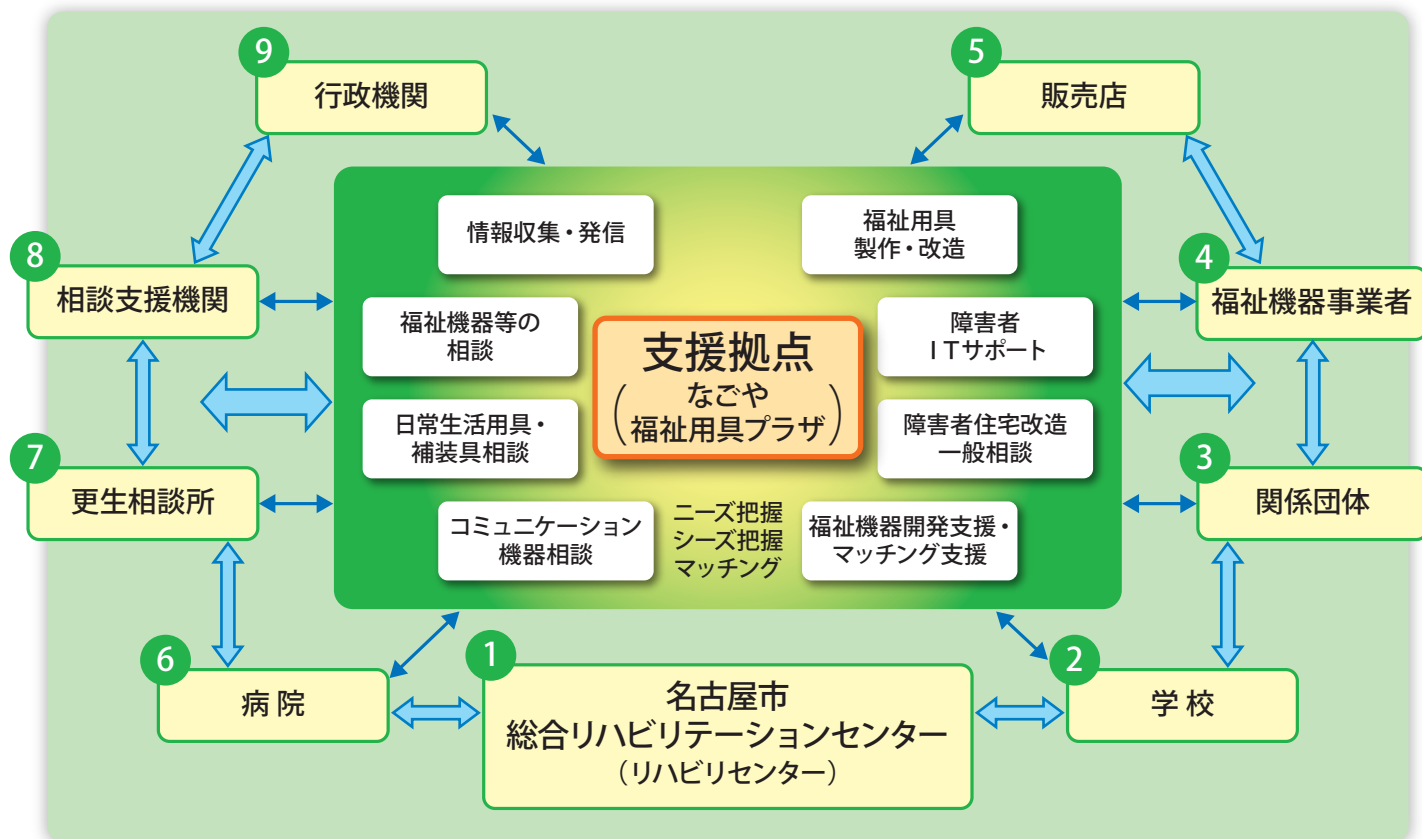 9
行政機関
5
販売店
8
相談支援機関
4
福祉機器事業者
7
更生相談所
3
関係団体
6
病 院
1
名古屋市
総合リハビリテーションセンター
（リハビリセンター）
2
学 校
情報収集・発信
福祉用具
製作・改造
福祉機器等の
相談
障害者
ＩＴサポート
支援拠点
（なごや
福祉用具プラザ）
日常生活用具・
補装具相談
障害者住宅改造
一般相談
コミュニケーション
機器相談
ニーズ把握
シーズ把握
マッチング
福祉機器開発支援・
マッチング支援